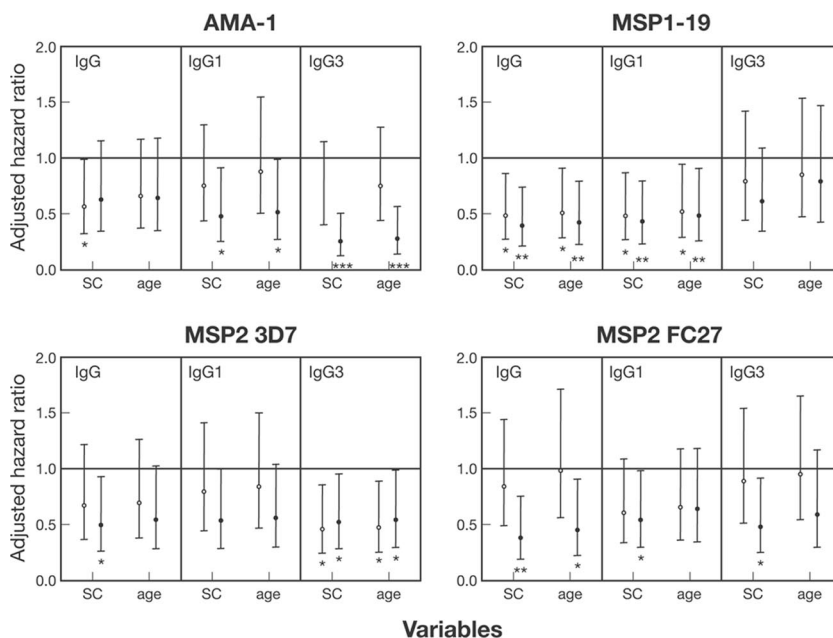 AMA-1
MSP1-19
Adjusted hazard ratio
2.0
1.5
1.0
0.5
0.0
IgG
IgG1
IgG3
IgG
IgG1
IgG3
*
*
*
***
***
*
**
*
**
*
**
*
**
SC
age
SC
age
SC
age
SC
age
SC
age
SC
age
MSP2 3D7
MSP2 FC27
Adjusted hazard ratio
2.0
1.5
1.0
0.5
0.0
IgG
IgG1
IgG3
IgG
IgG1
IgG3
*
*
*
*
*
**
*
*
*
SC
age
SC
age
SC
age
SC
age
SC
age
SC
age
Variables